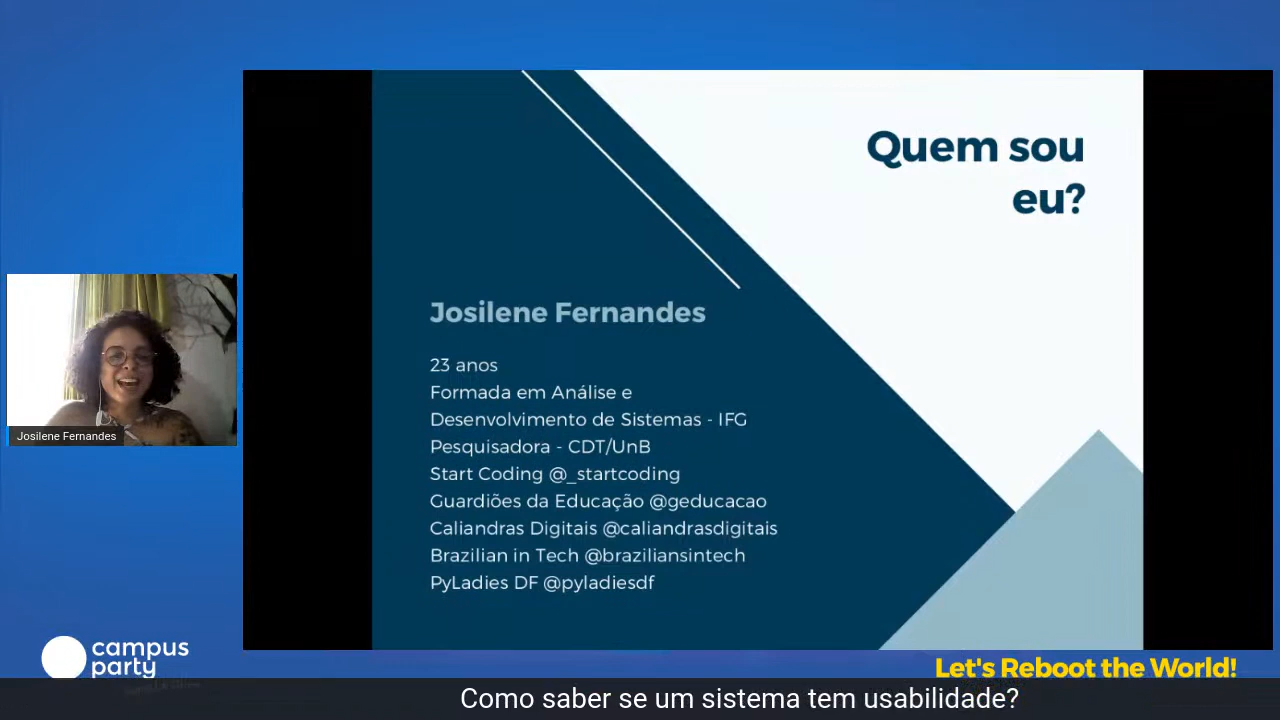 Quem sou
eu?
Josilene Fernandes
23 anos
Formada em Análise e
Desenvolvimento de Sistemas - IFG
Pesquisadora - CDT/UnB
Start Coding @_startcoding
Guardiões da Educação @geducacao
Caliandras Digitais @caliandrasdigitais
Brazilian in Tech @braziliansintech
PyLadies DF @pyladiesdf
Josilene Fernandes
campus
party
Let's Reboot the World!
Como saber se um sistema tem usabilidade?